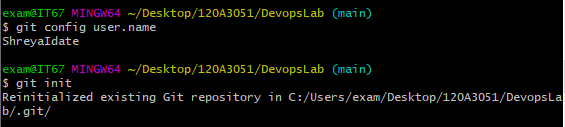 exam@IT67 MINGW64 ~/Desktop/120A3051/DevopsLab (main)
$ git config user.name
ShreyaIdate
exam@IT67 MINGW64 ~/Desktop/120A3051/DevopsLab (main)
$ git init
Reinitialized existing Git repository in C:/Users/exam/Desktop/120A3051/DevopsLa
b/.git/